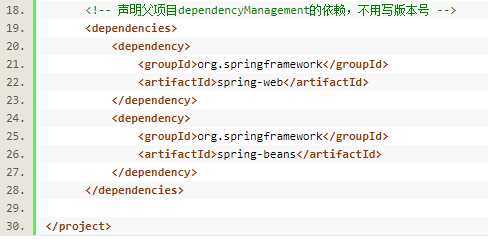 18. <!-- 声明父项目dependencyManagement的依赖，不用写版本号 -->
19. <dependencies>
20. <dependency>
21. <groupId>org.springframework</groupId>
22. <artifactId>spring-web</artifactId>
23. </dependency>
24. <dependency>
25. <groupId>org.springframework</groupId>
26. <artifactId>spring-beans</artifactId>
27. </dependency>
28. </dependencies>
29.
30. </project>